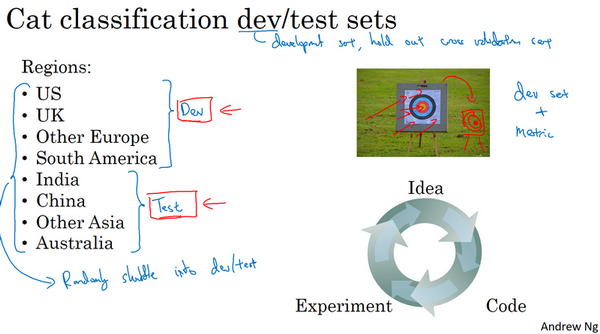 Cat classification dev/test sets
development set, hold out cross validation
Regions:
• US
• UK
• Other Europe
• South America
• India
• China
• Other Asia
• Australia
Dev
Test
Randomly shuffle into dev/test
dev set
+
metric
Idea
Experiment
Code
Andrew Ng